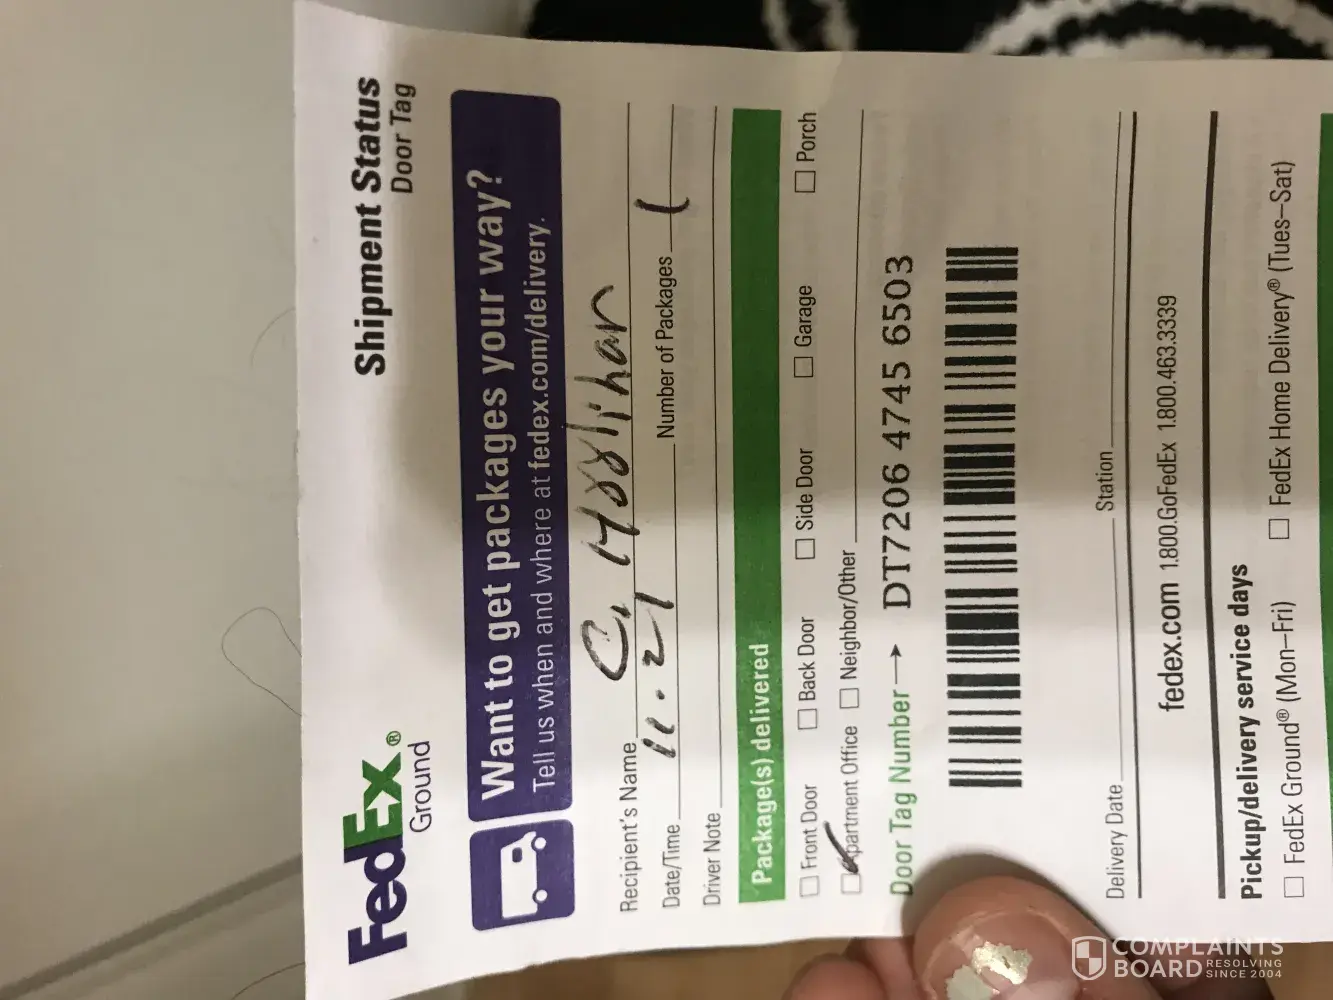 FedEx®
Ground
Shipment Status
Door Tag
Want to get packages your way?
Tell us when and where at fedex.com/delivery.
Recipient's Name
Date/Time 11.21 Number of Packages 1
Driver Note
Package(s) delivered
☐ Front Door ☐ Back Door ☐ Side Door ☐ Garage ☐ Porch
☑ Apartment Office ☐ Neighbor/Other
Door Tag Number → DT7206 4745 6503
Delivery Date Station
fedex.com 1.800.GoFedEx 1.800.463.3339
Pickup/delivery service days
☐ FedEx Ground® (Mon–Fri) ☐ FedEx Home Delivery® (Tues–Sat)
COMPLAINTS
BOARD RESOLVING
SINCE 2004